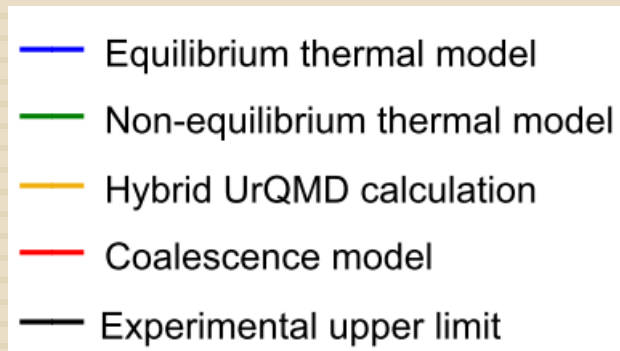 Equilibrium thermal model
Non-equilibrium thermal model
Hybrid UrQMD calculation
Coalescence model
Experimental upper limit